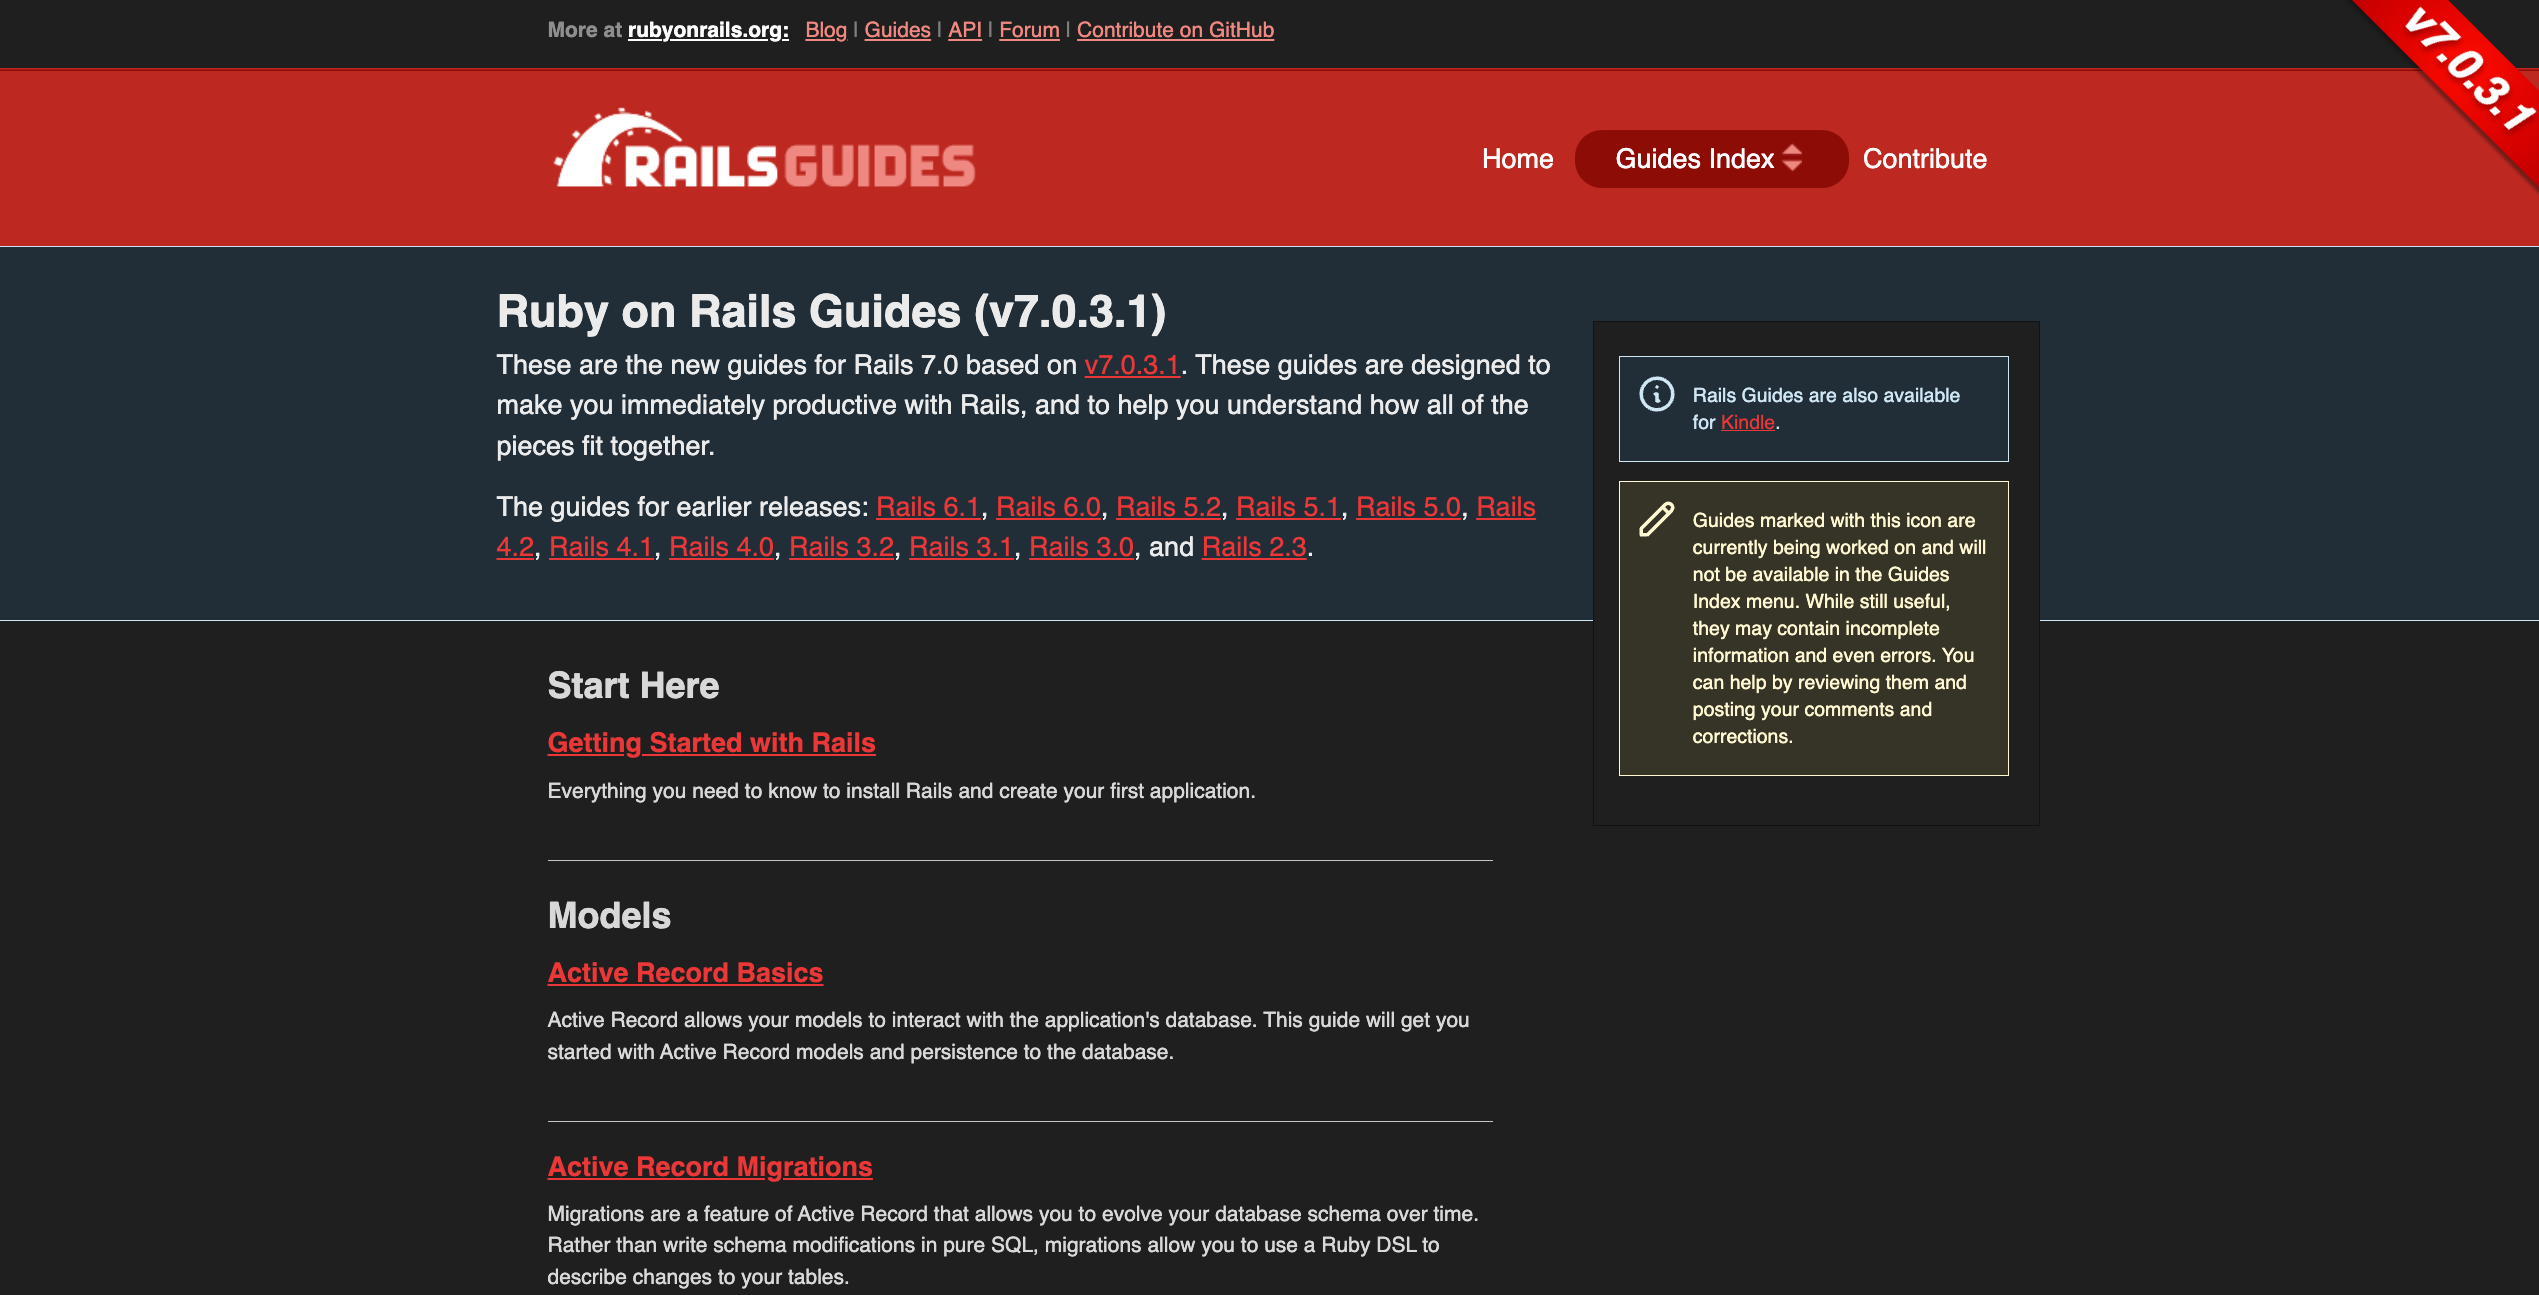 More at rubyonrails.org: Blog | Guides | API | Forum | Contribute on GitHub
v7.0.3.1
RAILS GUIDES
Home Guides Index Contribute
Ruby on Rails Guides (v7.0.3.1)
These are the new guides for Rails 7.0 based on v7.0.3.1. These guides are designed to
make you immediately productive with Rails, and to help you understand how all of the
pieces fit together.
The guides for earlier releases: Rails 6.1, Rails 6.0, Rails 5.2, Rails 5.1, Rails 5.0, Rails
4.2, Rails 4.1, Rails 4.0, Rails 3.2, Rails 3.1, Rails 3.0, and Rails 2.3.
Rails Guides are also available
for Kindle.
Guides marked with this icon are
currently being worked on and will
not be available in the Guides
Index menu. While still useful,
they may contain incomplete
information and even errors. You
can help by reviewing them and
posting your comments and
corrections.
Start Here
Getting Started with Rails
Everything you need to know to install Rails and create your first application.
Models
Active Record Basics
Active Record allows your models to interact with the application's database. This guide will get you
started with Active Record models and persistence to the database.
Active Record Migrations
Migrations are a feature of Active Record that allows you to evolve your database schema over time.
Rather than write schema modifications in pure SQL, migrations allow you to use a Ruby DSL to
describe changes to your tables.